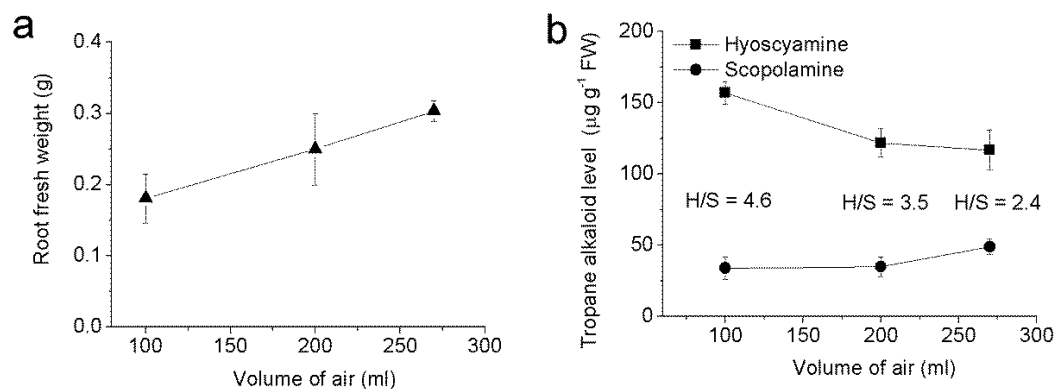 a
0.4
0.3
0.2
0.1
0.0
Root fresh weight (g)
100
150
200
250
300
Volume of air (ml)
b
200
150
100
50
0
Tropane alkaloid level (µg g⁻¹ FW)
Hyoscyamine
Scopolamine
H/S = 4.6
H/S = 3.5
H/S = 2.4
100
150
200
250
300
Volume of air (ml)